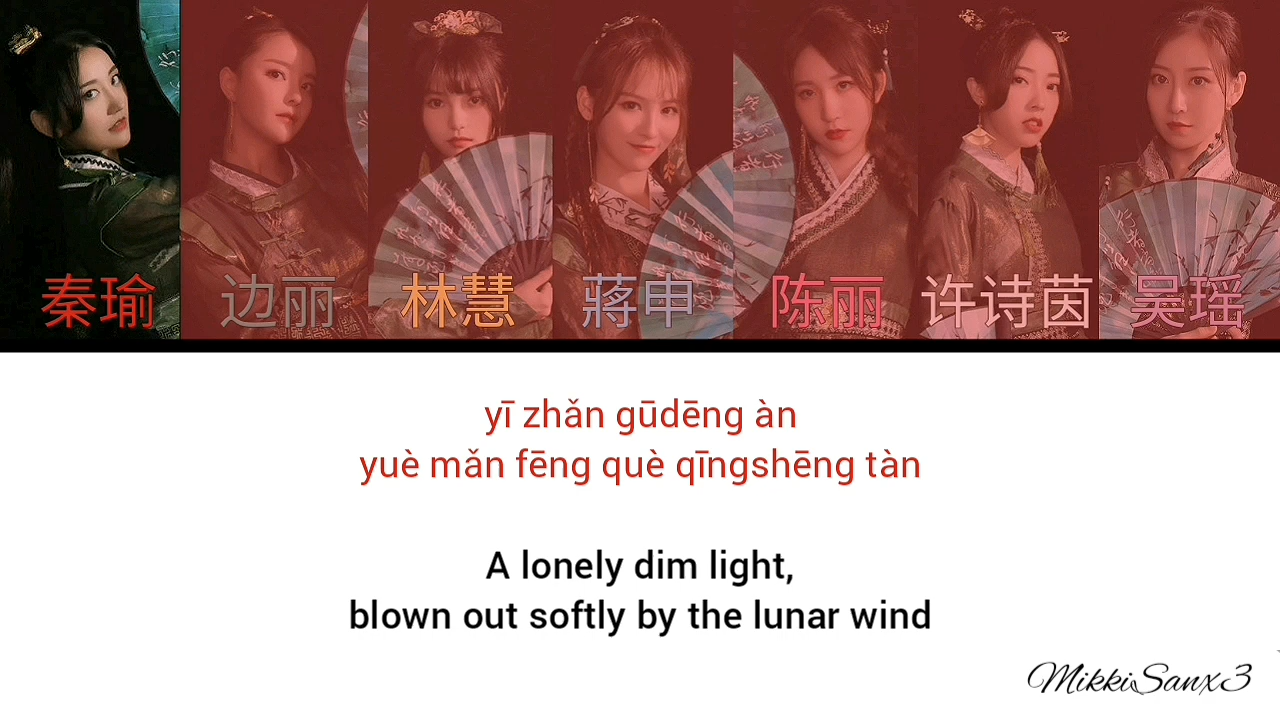 秦瑜 边丽 林慧 蔣申 陈丽 许诗茵 吴瑶
yī zhǎn gūdēng àn
yuè mǎn fēng què qīngshēng tàn
A lonely dim light,
blown out softly by the lunar wind
MikkiSanx3